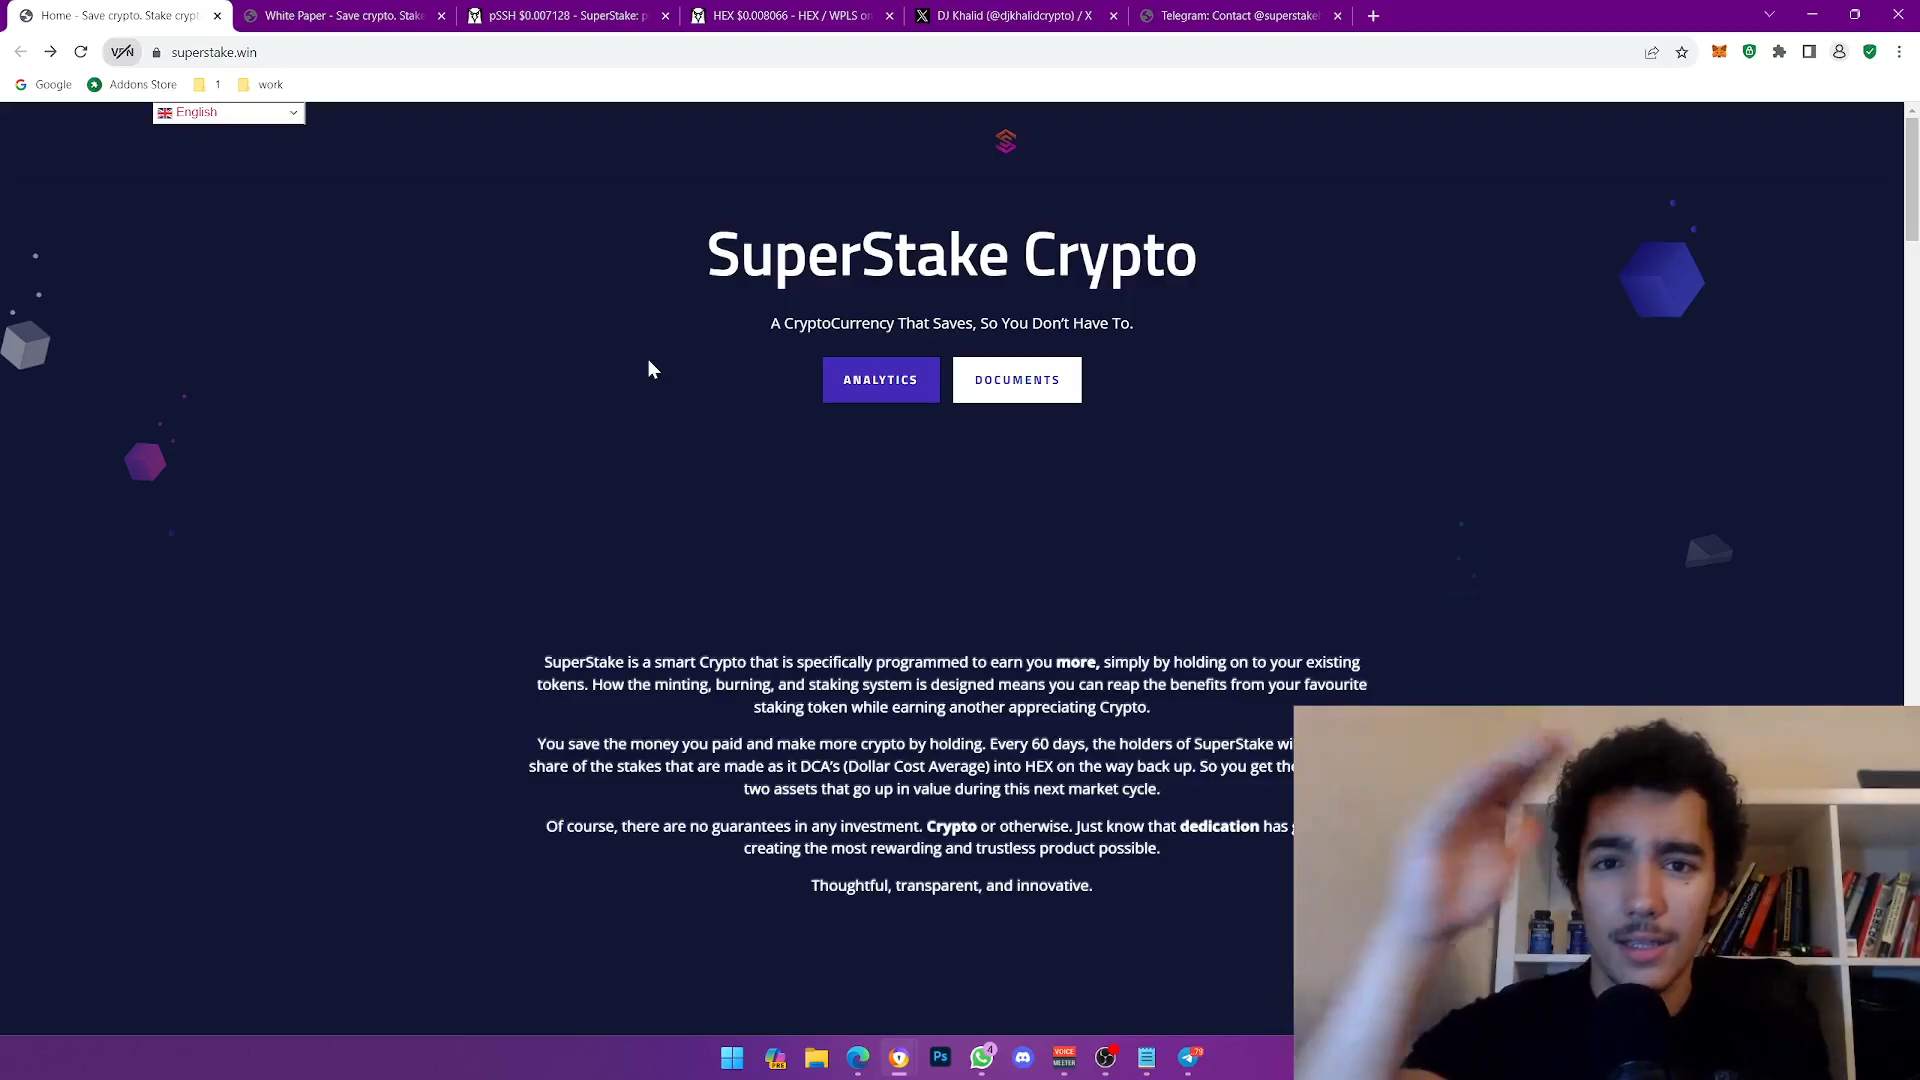 Home - Save crypto. Stake crypt
White Paper - Save crypto. Stake
pSSH $0.007128 - SuperStake: p
HEX $0.008066 - HEX / WPLS on
DJ Khalid (@djkhalidcrypto) / X
Telegram: Contact @superstake
VPN
superstake.win
Google
Addons Store
1
work
English
SuperStake Crypto
A CryptoCurrency That Saves, So You Don't Have To.
ANALYTICS
DOCUMENTS
SuperStake is a smart Crypto that is specifically programmed to earn you more, simply by holding on to your existing
tokens. How the minting, burning, and staking system is designed means you can reap the benefits from your favourite
staking token while earning another appreciating Crypto.
You save the money you paid and make more crypto by holding. Every 60 days, the holders of SuperStake wi
share of the stakes that are made as it DCA's (Dollar Cost Average) into HEX on the way back up. So you get the
two assets that go up in value during this next market cycle.
Of course, there are no guarantees in any investment. Crypto or otherwise. Just know that dedication has
creating the most rewarding and trustless product possible.
Thoughtful, transparent, and innovative.
PRE
Ps
4
VOICE
MEETER
79